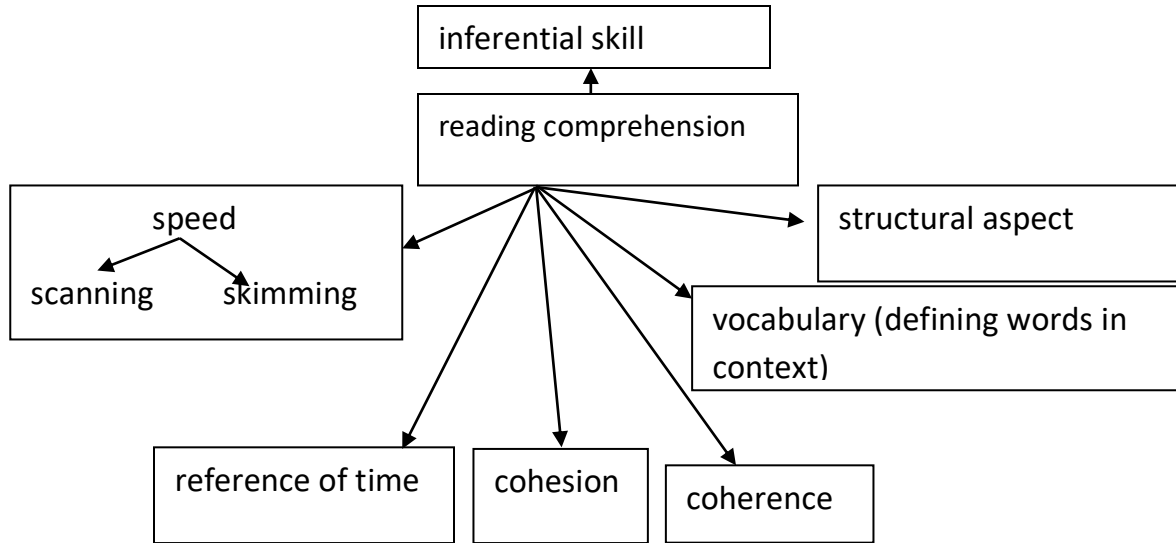 inferential skill
reading comprehension
speed
scanning skimming
structural aspect
vocabulary (defining words in
context)
reference of time
cohesion
coherence